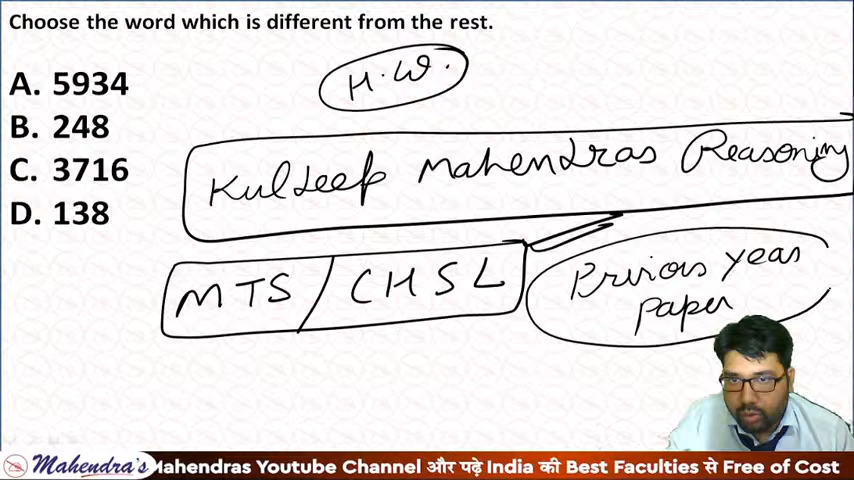 Choose the word which is different from the rest.
H.W.
A. 5934
B. 248
C. 3716
D. 138
Kuldeep Mahendras Reasoning
MTS / CHSL
Previous year
Paper
Mahendra's Mahendras Youtube Channel और पढ़े India की Best Faculties से Free of Cost